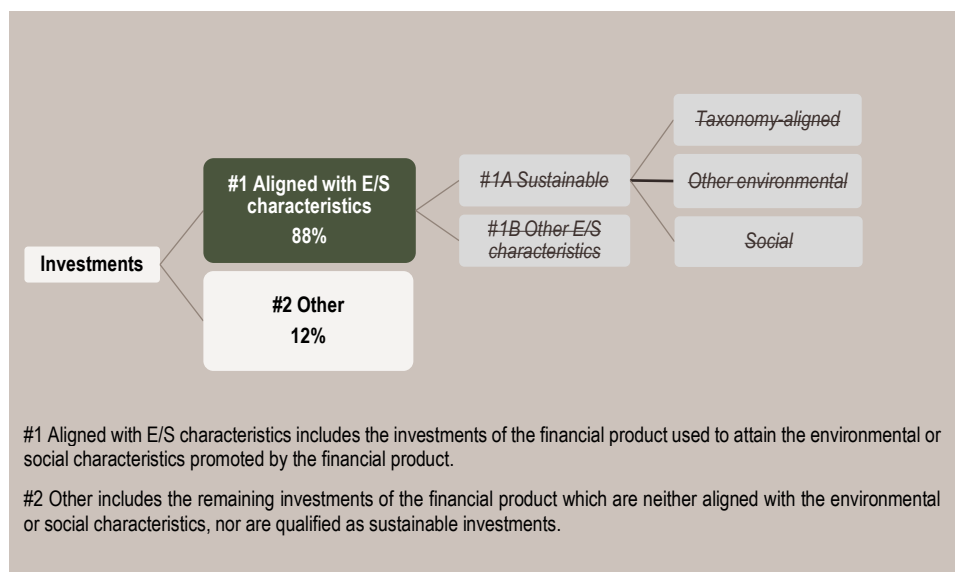 Investments
#1 Aligned with E/S
characteristics
88%
#2 Other
12%
#1A Sustainable
#1B Other E/S
characteristics
Taxonomy-aligned
Other environmental
Social
#1 Aligned with E/S characteristics includes the investments of the financial product used to attain the environmental or
social characteristics promoted by the financial product.
#2 Other includes the remaining investments of the financial product which are neither aligned with the environmental
or social characteristics, nor are qualified as sustainable investments.